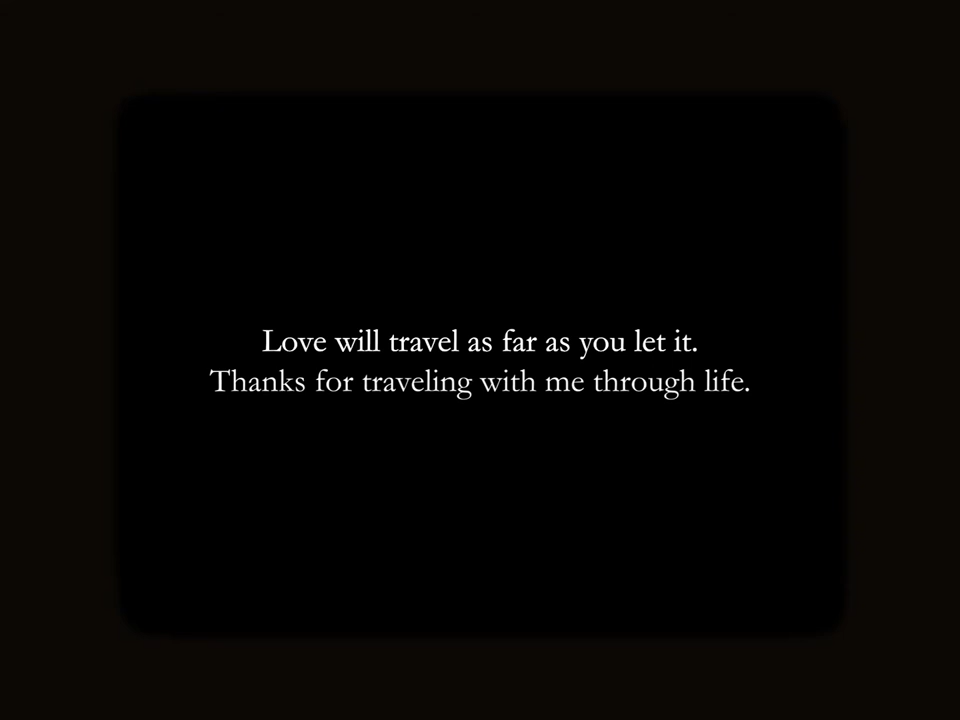 Love will travel as far as you let it.
Thanks for traveling with me through life.